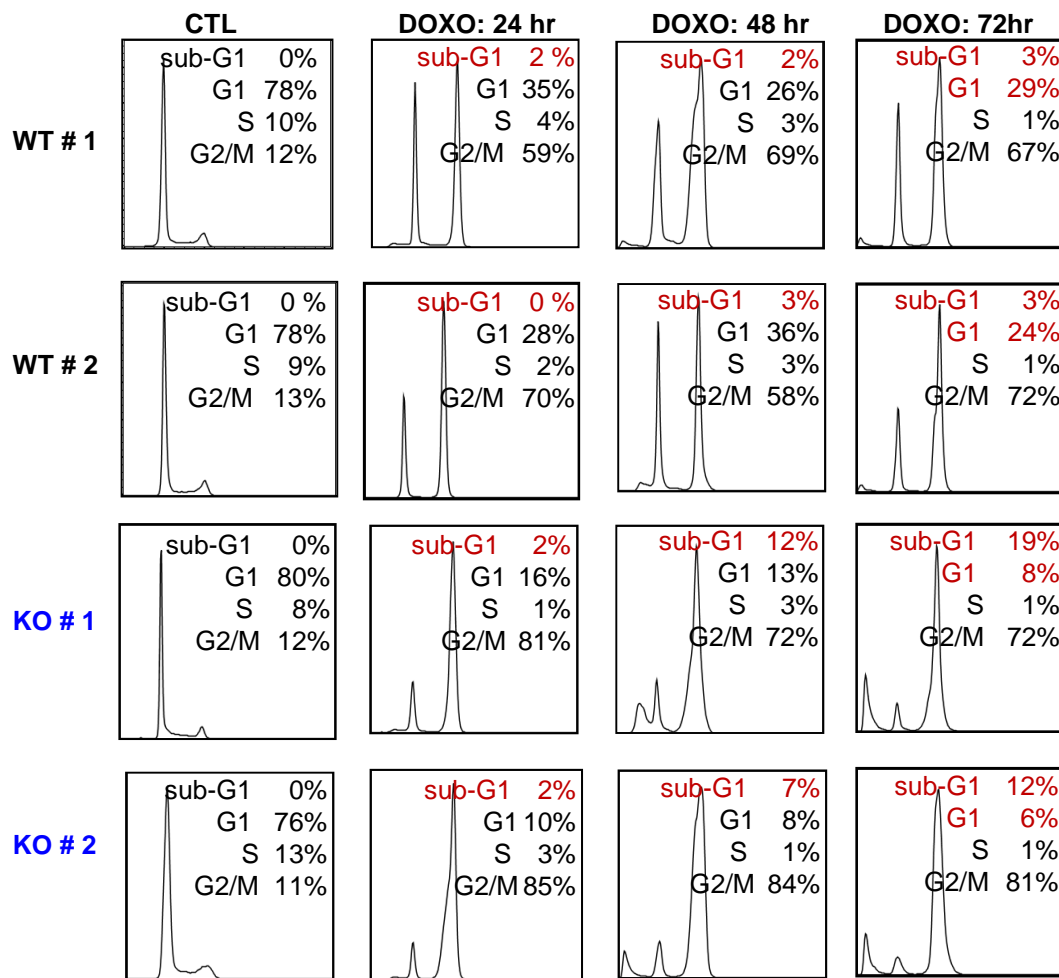 CTL DOXO: 24 hr DOXO: 48 hr DOXO: 72hr
WT # 1
sub-G1 0%
G1 78%
S 10%
G2/M 12%
sub-G1 2 %
G1 35%
S 4%
G2/M 59%
sub-G1 2%
G1 26%
S 3%
G2/M 69%
sub-G1 3%
G1 29%
S 1%
G2/M 67%
WT # 2
sub-G1 0 %
G1 78%
S 9%
G2/M 13%
sub-G1 0 %
G1 28%
S 2%
G2/M 70%
sub-G1 3%
G1 36%
S 3%
G2/M 58%
sub-G1 3%
G1 24%
S 1%
G2/M 72%
KO # 1
sub-G1 0%
G1 80%
S 8%
G2/M 12%
sub-G1 2%
G1 16%
S 1%
G2/M 81%
sub-G1 12%
G1 13%
S 3%
G2/M 72%
sub-G1 19%
G1 8%
S 1%
G2/M 72%
KO # 2
sub-G1 0%
G1 76%
S 13%
G2/M 11%
sub-G1 2%
G1 10%
S 3%
G2/M 85%
sub-G1 7%
G1 8%
S 1%
G2/M 84%
sub-G1 12%
G1 6%
S 1%
G2/M 81%